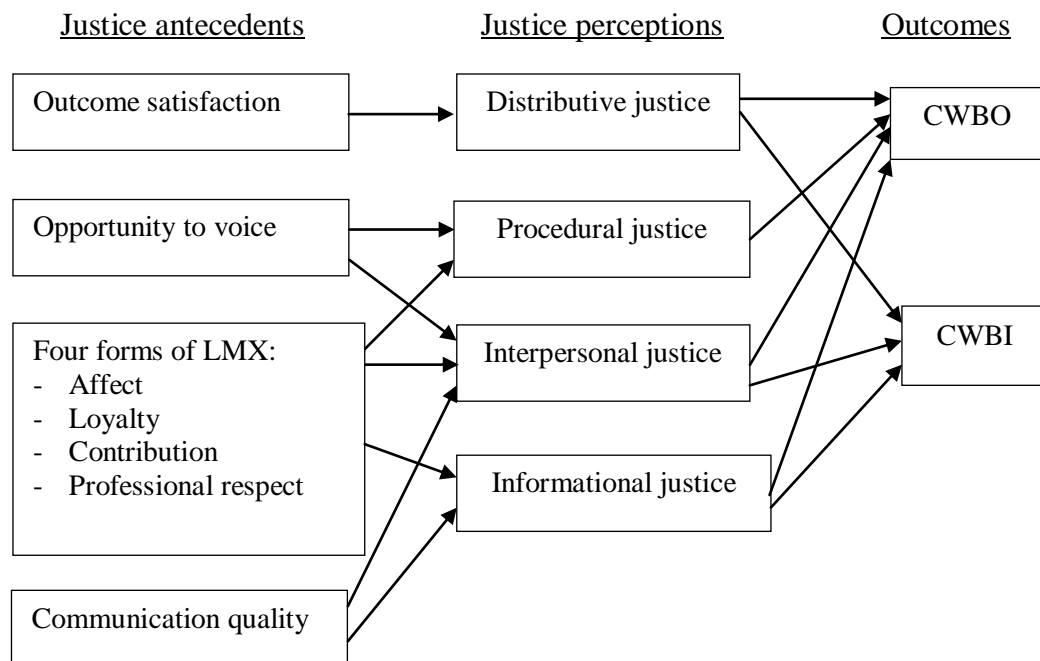 Justice antecedents
Justice perceptions
Outcomes
Outcome satisfaction
Distributive justice
CWBO
Opportunity to voice
Procedural justice
Four forms of LMX:
- Affect
- Loyalty
- Contribution
- Professional respect
Interpersonal justice
CWBI
Informational justice
Communication quality